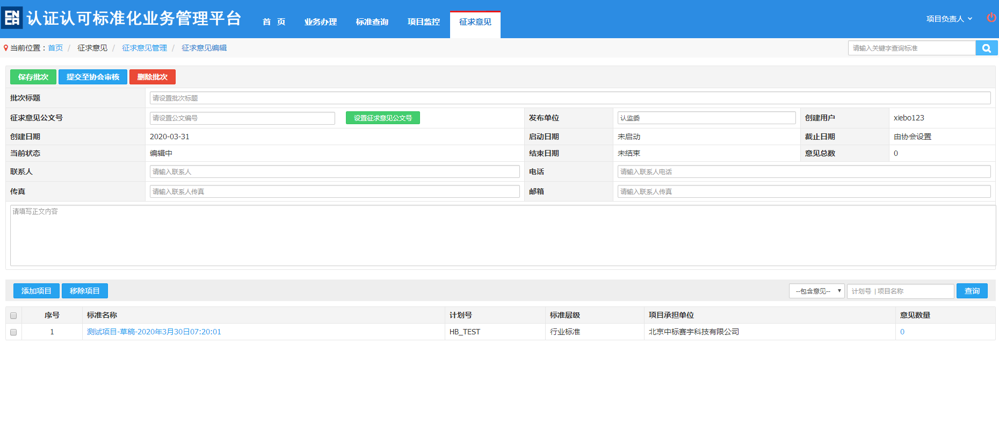 CNCA 认证认可标准化业务管理平台 首 页 业务办理 标准查询 项目监控 征求意见 项目负责人
当前位置：首页 / 征求意见 / 征求意见管理 / 征求意见编辑 请输入关键字查询标准
保存批次 提交至协会审核 删除批次
批次标题 请设置批次标题
征求意见公文号 请设置公文编号 设置征求意见公文号 发布单位 认监委 创建用户 xiebo123
创建日期 2020-03-31 启动日期 未启动 截止日期 由协会设置
当前状态 编辑中 结束日期 未结束 意见总数 0
联系人 请输入联系人 电话 请输入联系人电话
传真 请输入联系人传真 邮箱 请输入联系人传真
请填写正文内容
添加项目 移除项目 --包含意见-- 计划号 | 项目名称 查询
序号 标准名称 计划号 标准层级 项目承担单位 意见数量
1 测试项目-草稿-2020年3月30日07:20:01 HB_TEST 行业标准 北京中标赛宇科技有限公司 0